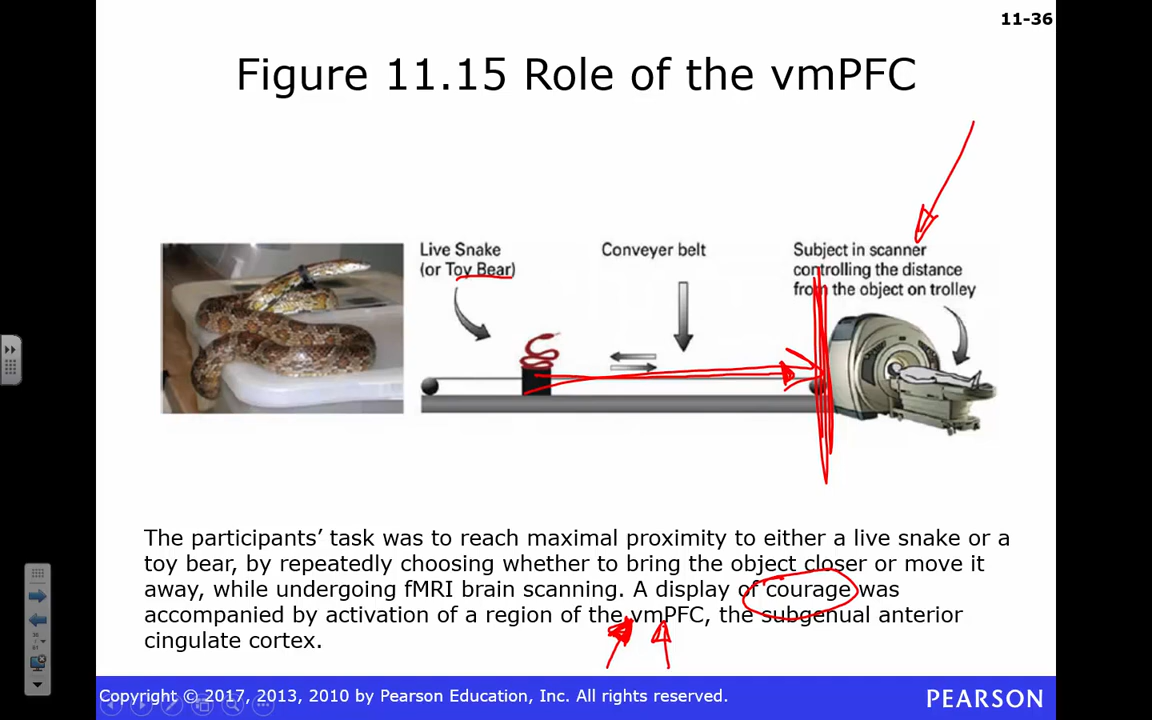 11-36
Figure 11.15 Role of the vmPFC
Live Snake
(or Toy Bear)
Conveyer belt
Subject in scanner
controlling the distance
from the object on trolley
The participants’ task was to reach maximal proximity to either a live snake or a
toy bear, by repeatedly choosing whether to bring the object closer or move it
away, while undergoing fMRI brain scanning. A display of courage was
accompanied by activation of a region of the vmPFC, the subgenual anterior
cingulate cortex.
Copyright © 2017, 2013, 2010 by Pearson Education, Inc. All rights reserved.
PEARSON